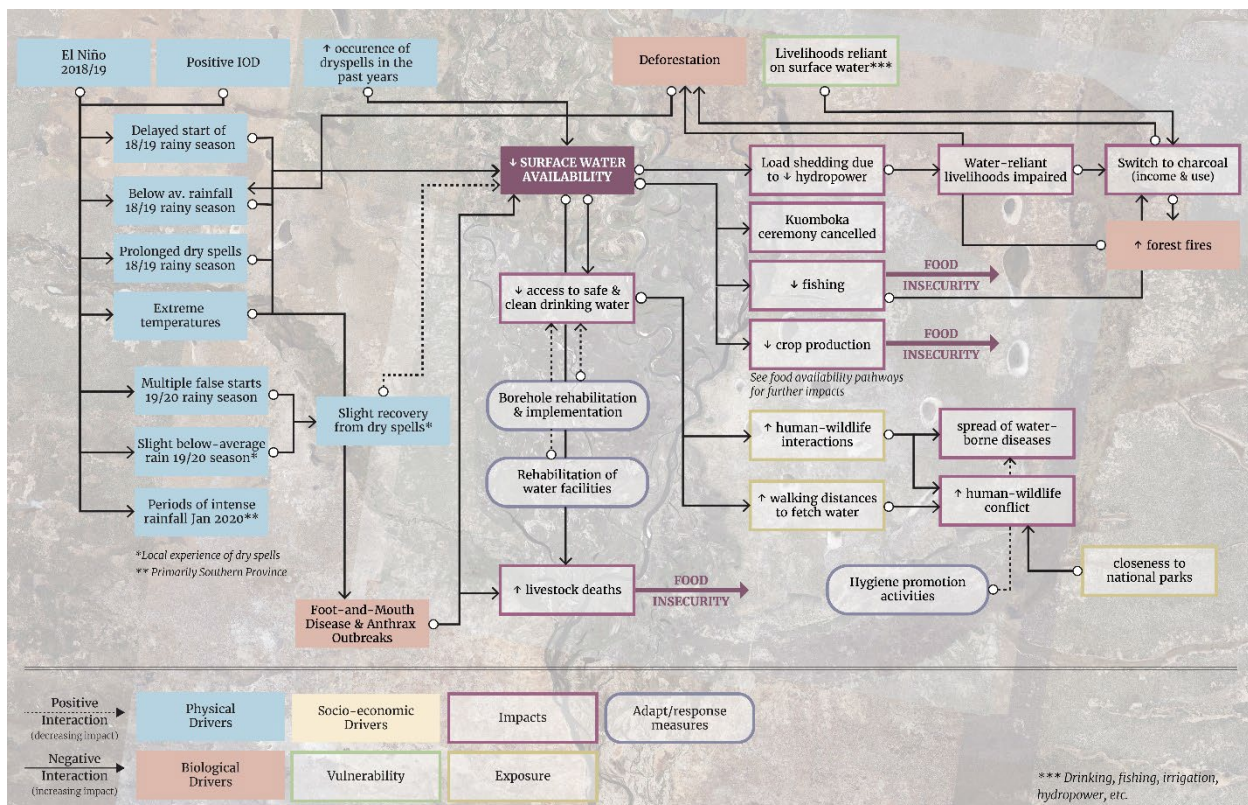 El Niño
2018/19
Positive IOD
↑ occurence of
dryspells in the
past years
Deforestation
Livelihoods reliant
on surface water***
Delayed start of
18/19 rainy season
Below av. rainfall
18/19 rainy season
Prolonged dry spells
18/19 rainy season
Extreme
temperatures
Multiple false starts
19/20 rainy season
Slight below-average
rain 19/20 season*
Periods of intense
rainfall Jan 2020**
*Local experience of dry spells
** Primarily Southern Province
Slight recovery
from dry spells*
Foot-and-Mouth
Disease & Anthrax
Outbreaks
↓ SURFACE WATER
AVAILABILITY
↓ access to safe &
clean drinking water
Borehole rehabilitation
& implementation
Rehabilitation of
water facilities
↑ livestock deaths
FOOD
INSECURITY
Load shedding due
to ↓ hydropower
Water-reliant
livelihoods impaired
Switch to charcoal
(income & use)
Kuomboka
ceremony cancelled
↑ forest fires
↓ fishing
FOOD
INSECURITY
↓ crop production
FOOD
INSECURITY
See food availability pathways
for further impacts
↑ human-wildlife
interactions
spread of water-
borne diseases
↑ walking distances
to fetch water
↑ human-wildlife
conflict
Hygiene promotion
activities
closeness to
national parks
Positive
Interaction
(decreasing impact)
Physical
Drivers
Socio-economic
Drivers
Impacts
Adapt/response
measures
Negative
Interaction
(increasing impact)
Biological
Drivers
Vulnerability
Exposure
*** Drinking, fishing, irrigation,
hydropower, etc.